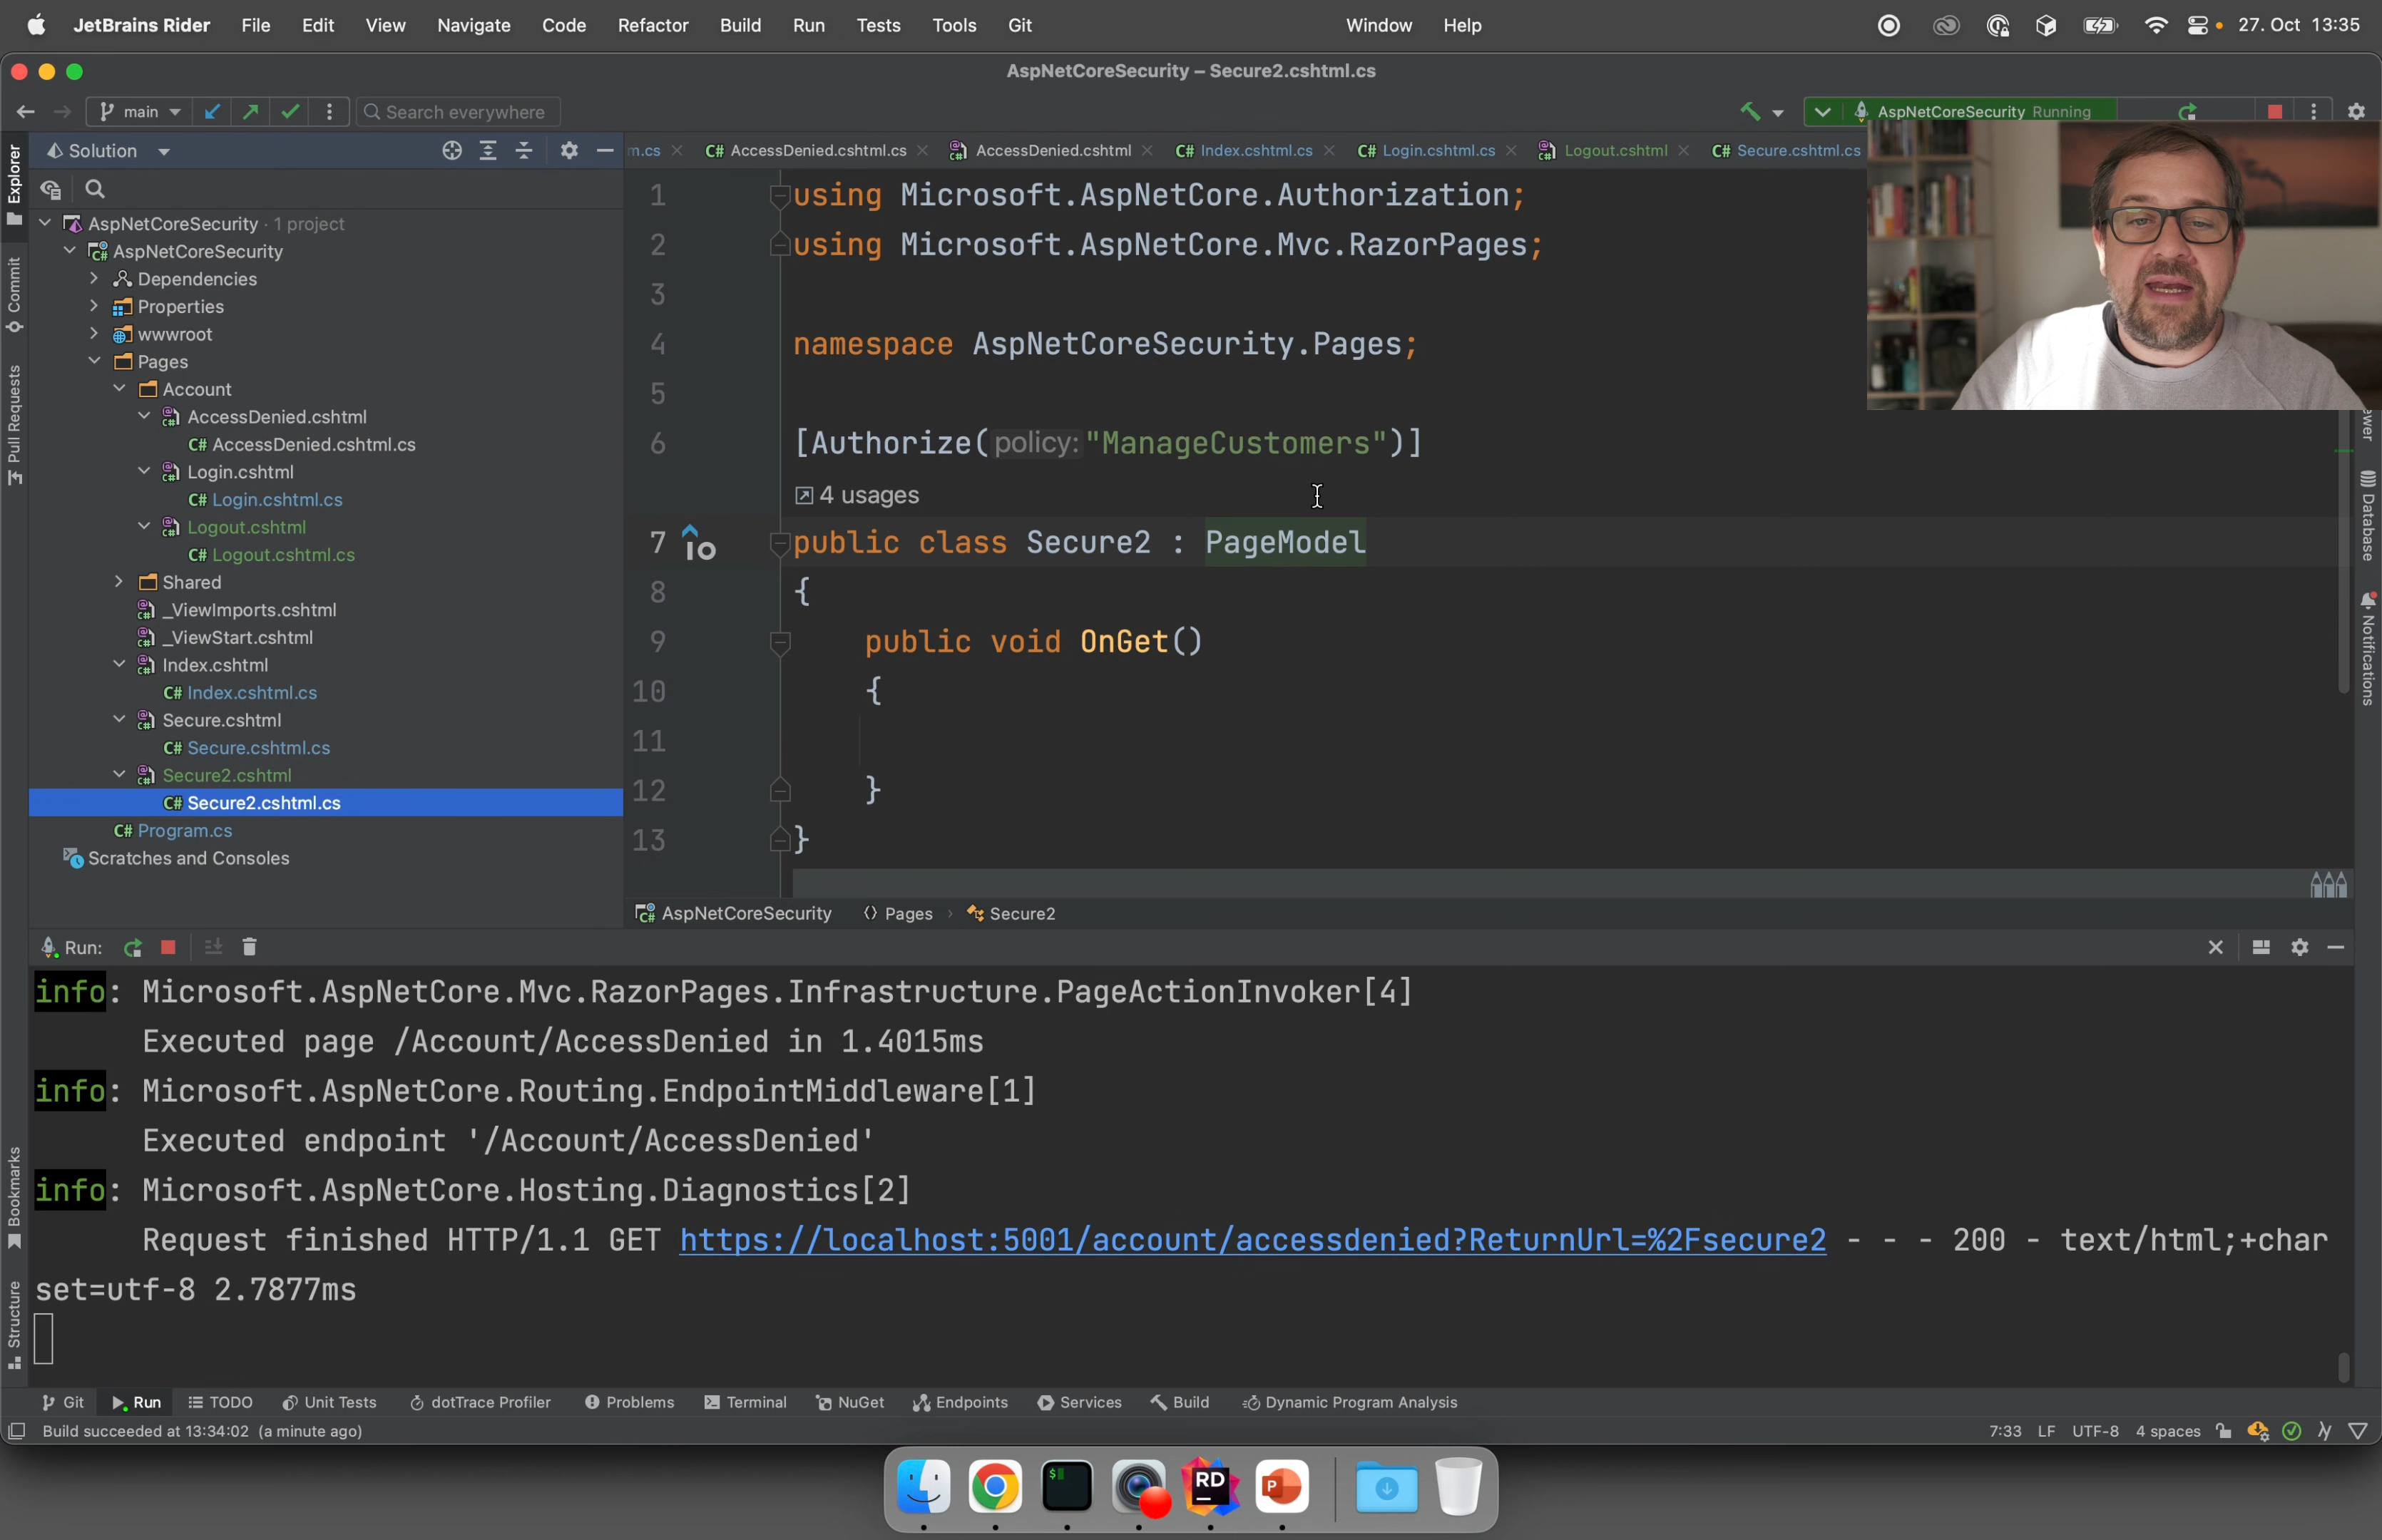 JetBrains Rider File Edit View Navigate Code Refactor Build Run Tests Tools Git Window Help 27. Oct 13:35
AspNetCoreSecurity – Secure2.cshtml.cs
main Search everywhere AspNetCoreSecurity Running
Solution
m.cs AccessDenied.cshtml.cs AccessDenied.cshtml Index.cshtml.cs Login.cshtml.cs Logout.cshtml Secure.cshtml.cs
Explorer
Commit
Pull Requests
Bookmarks
Structure
AspNetCoreSecurity · 1 project
AspNetCoreSecurity
Dependencies
Properties
wwwroot
Pages
Account
AccessDenied.cshtml
C# AccessDenied.cshtml.cs
Login.cshtml
C# Login.cshtml.cs
Logout.cshtml
C# Logout.cshtml.cs
Shared
_ViewImports.cshtml
_ViewStart.cshtml
Index.cshtml
C# Index.cshtml.cs
Secure.cshtml
C# Secure.cshtml.cs
Secure2.cshtml
C# Secure2.cshtml.cs
C# Program.cs
Scratches and Consoles
1 using Microsoft.AspNetCore.Authorization;
2 using Microsoft.AspNetCore.Mvc.RazorPages;
3
4 namespace AspNetCoreSecurity.Pages;
5
6 [Authorize(policy:"ManageCustomers")]
4 usages
7 public class Secure2 : PageModel
8 {
9 public void OnGet()
10 {
11
12 }
13 }
Database
Notifications
AspNetCoreSecurity Pages › Secure2
Run:
info: Microsoft.AspNetCore.Mvc.RazorPages.Infrastructure.PageActionInvoker[4]
Executed page /Account/AccessDenied in 1.4015ms
info: Microsoft.AspNetCore.Routing.EndpointMiddleware[1]
Executed endpoint '/Account/AccessDenied'
info: Microsoft.AspNetCore.Hosting.Diagnostics[2]
Request finished HTTP/1.1 GET https://localhost:5001/account/accessdenied?ReturnUrl=%2Fsecure2 - - - 200 - text/html;+char
set=utf-8 2.7877ms
Git Run TODO Unit Tests dotTrace Profiler Problems Terminal NuGet Endpoints Services Build Dynamic Program Analysis
Build succeeded at 13:34:02 (a minute ago) 7:33 LF UTF-8 4 spaces
RD
P